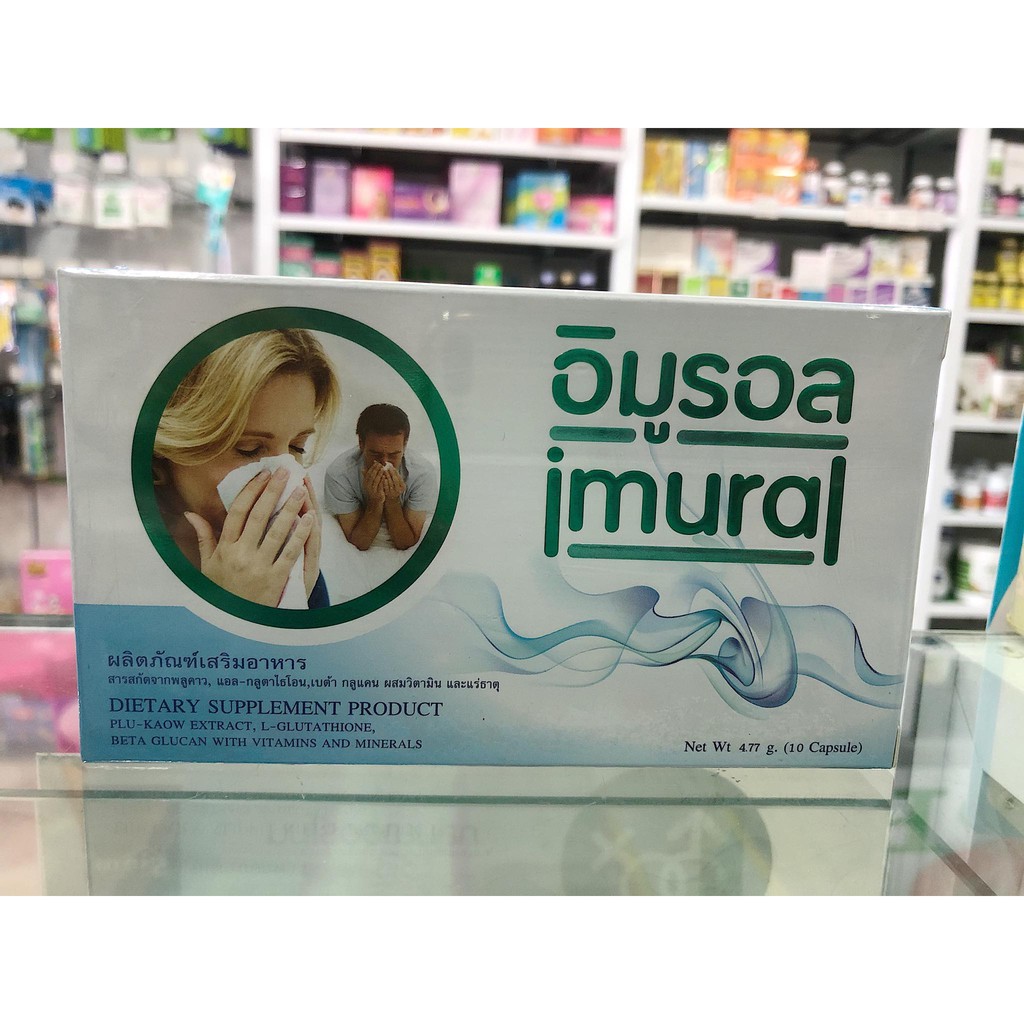 อิมูรอล
imural
ผลิตภัณฑ์เสริมอาหาร
สารสกัดจากพลูคาว, แอล-กลูตาไธโอน,เบต้า กลูแคน ผสมวิตามิน และแร่ธาตุ
DIETARY SUPPLEMENT PRODUCT
PLU-KAOW EXTRACT, L-GLUTATHIONE,
BETA GLUCAN WITH VITAMINS AND MINERALS
Net Wt 4.77 g. (10 Capsule)